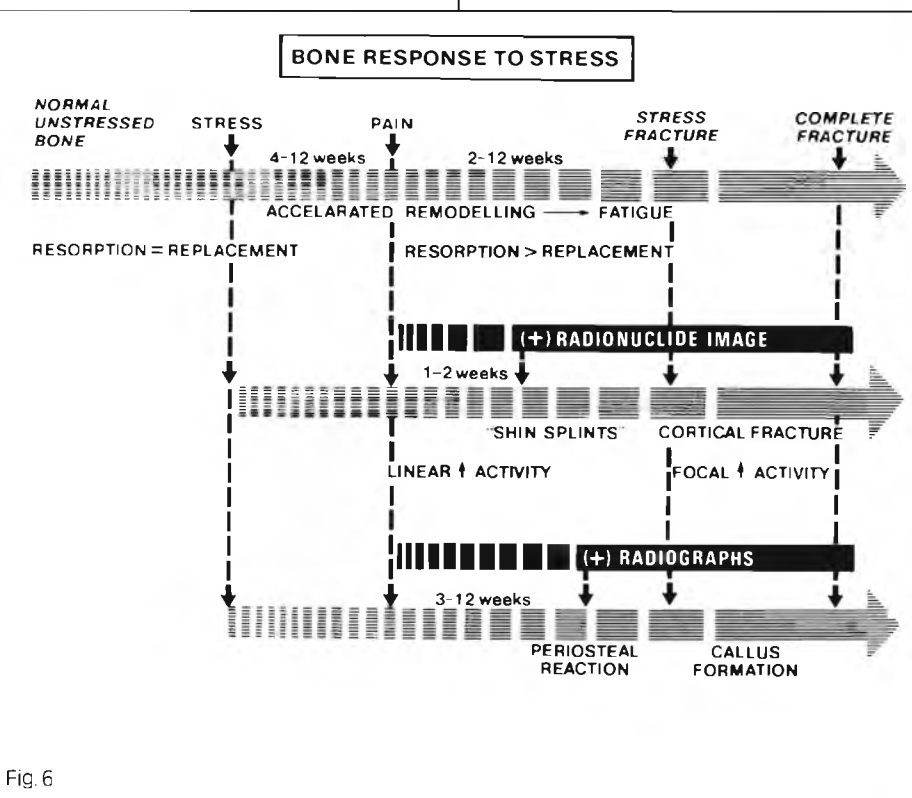 BONE RESPONSE TO STRESS
NORMAL
UNSTRESSED
BONE
STRESS
PAIN
STRESS
FRACTURE
COMPLETE
FRACTURE
4-12 weeks
2-12 weeks
ACCELARATED REMODELLING → FATIGUE
RESORPTION = REPLACEMENT
RESORPTION > REPLACEMENT
(+) RADIONUCLIDE IMAGE
1-2 weeks
"SHIN SPLINTS"
CORTICAL FRACTURE
LINEAR ↑ ACTIVITY
FOCAL ↑ ACTIVITY
(+) RADIOGRAPHS
3-12 weeks
PERIOSTEAL
REACTION
CALLUS
FORMATION
Fig. 6